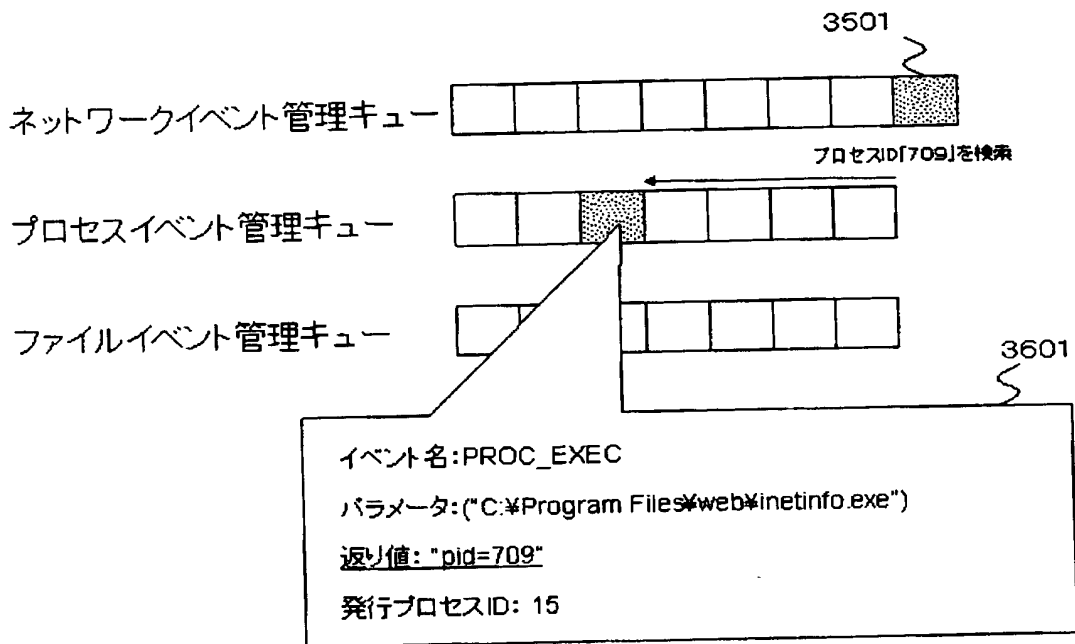 3501
ネットワークイベント管理キュー
プロセスID「709」を検索
プロセスイベント管理キュー
ファイルイベント管理キュー
3601
イベント名:PROC_EXEC
パラメータ:("C:¥Program Files¥web¥inetinfo.exe")
返り値: "pid=709"
発行プロセスID: 15